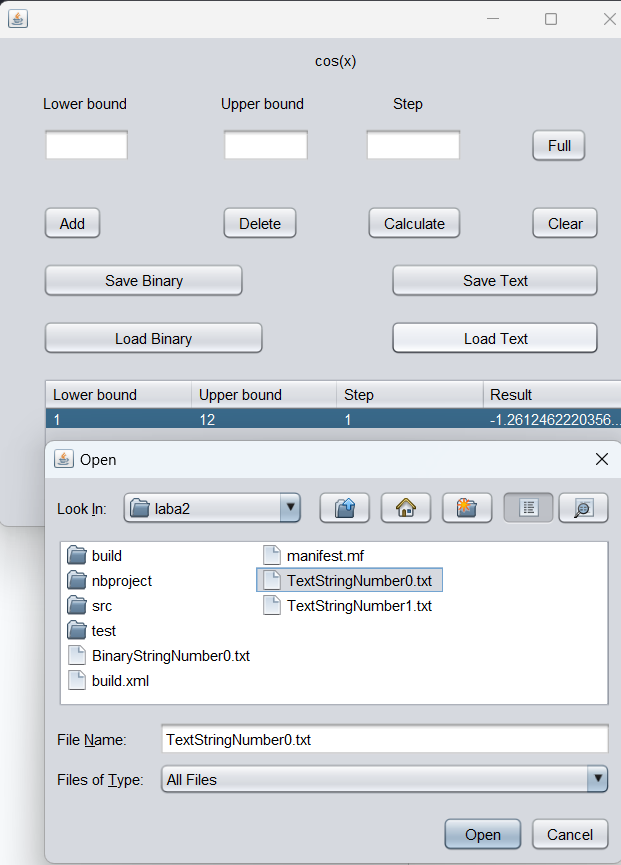 cos(x)
Lower bound Upper bound Step
Full
Add Delete Calculate Clear
Save Binary Save Text
Load Binary Load Text
Lower bound Upper bound Step Result
1 12 1 -1.2612462220356...
Open
Look In: laba2
build manifest.mf
nbproject TextStringNumber0.txt
src TextStringNumber1.txt
test
BinaryStringNumber0.txt
build.xml
File Name: TextStringNumber0.txt
Files of Type: All Files
Open Cancel